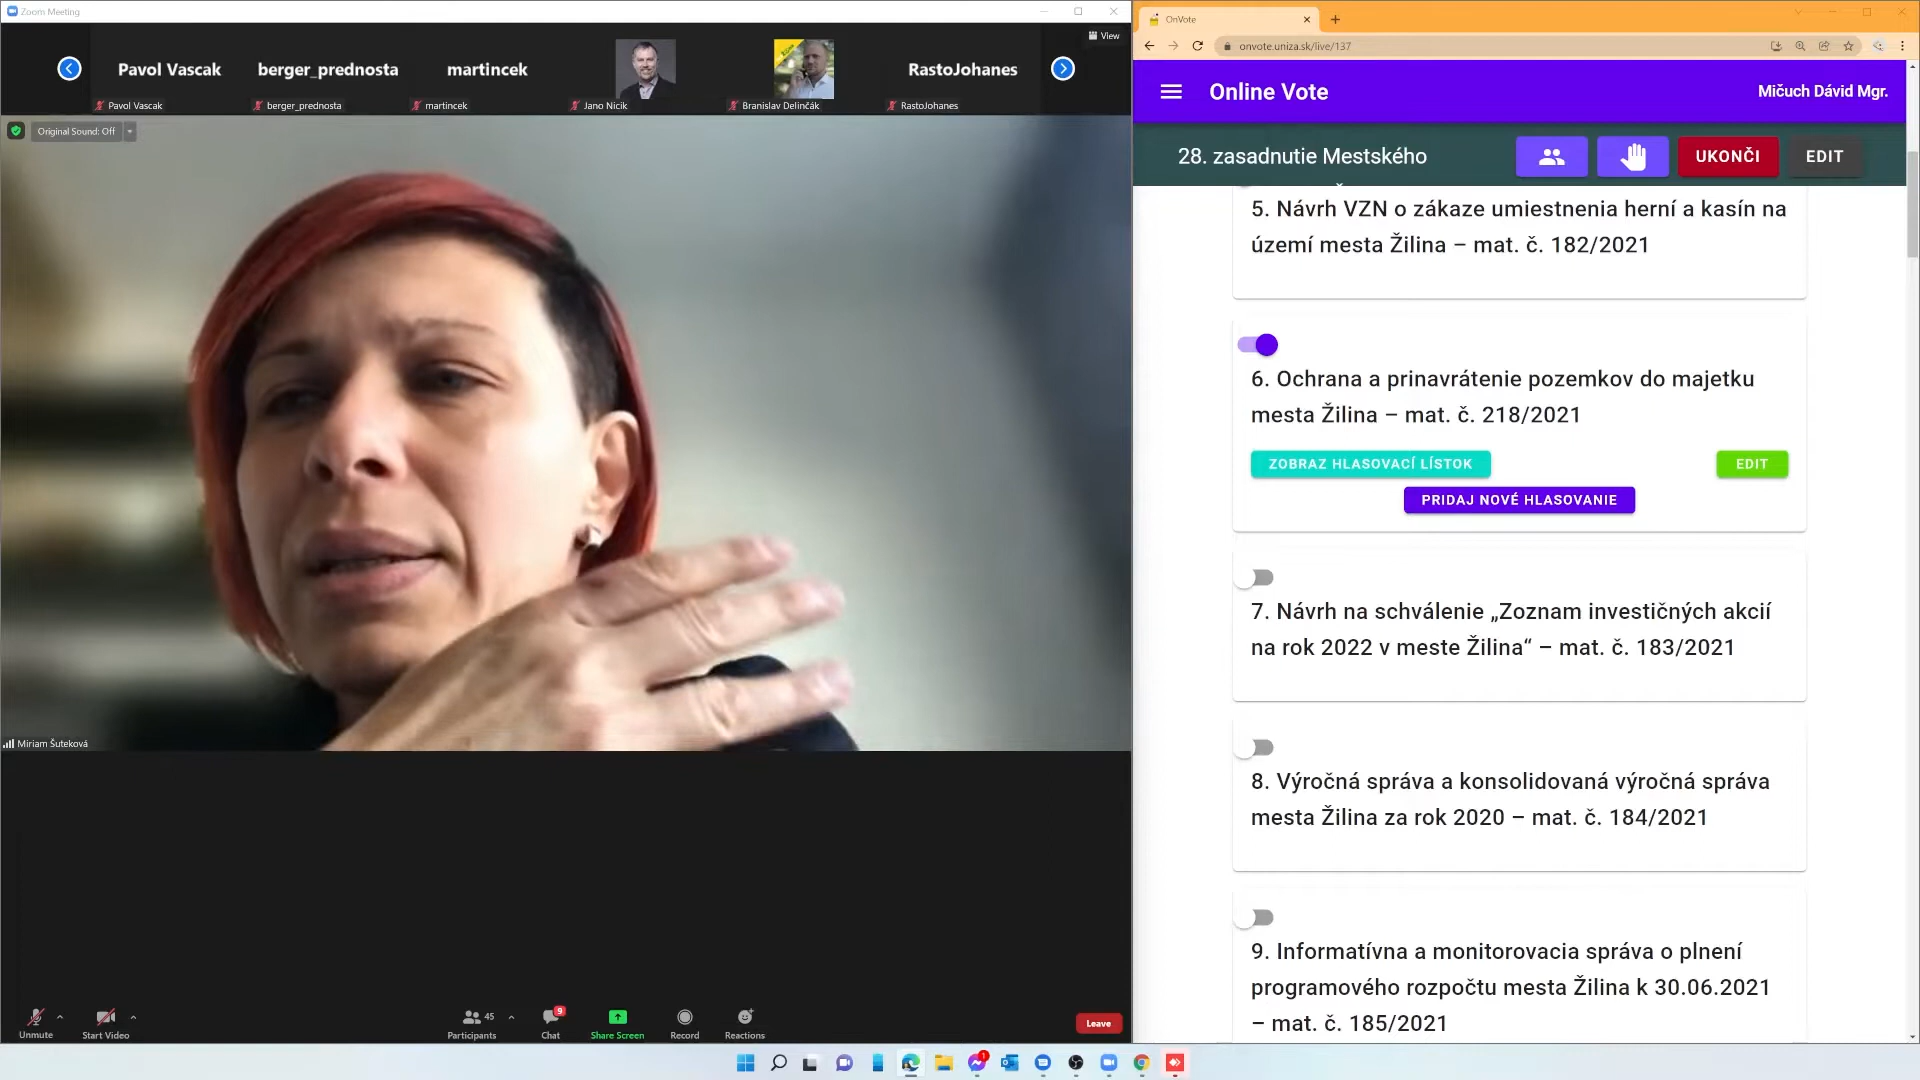 Zoom Meeting
View
Pavol Vascak
berger_prednosta
martincek
RastoJohanes
Pavol Vascak
berger_prednosta
martincek
Jano Nicik
Branislav Delinčák
RastoJohanes
Original Sound: Off
Miriam Šuteková
Unmute
Start Video
45
Participants
9
Chat
Share Screen
Record
Reactions
Leave
OnVote
onvote.uniza.sk/live/137
Online Vote
Mičuch Dávid Mgr.
28. zasadnutie Mestského
UKONČI
EDIT
5. Návrh VZN o zákaze umiestnenia herní a kasín na
území mesta Žilina – mat. č. 182/2021
6. Ochrana a prinavrátenie pozemkov do majetku
mesta Žilina – mat. č. 218/2021
ZOBRAZ HLASOVACÍ LÍSTOK
EDIT
PRIDAJ NOVÉ HLASOVANIE
7. Návrh na schválenie „Zoznam investičných akcií
na rok 2022 v meste Žilina“ – mat. č. 183/2021
8. Výročná správa a konsolidovaná výročná správa
mesta Žilina za rok 2020 – mat. č. 184/2021
9. Informatívna a monitorovacia správa o plnení
programového rozpočtu mesta Žilina k 30.06.2021
– mat. č. 185/2021
1